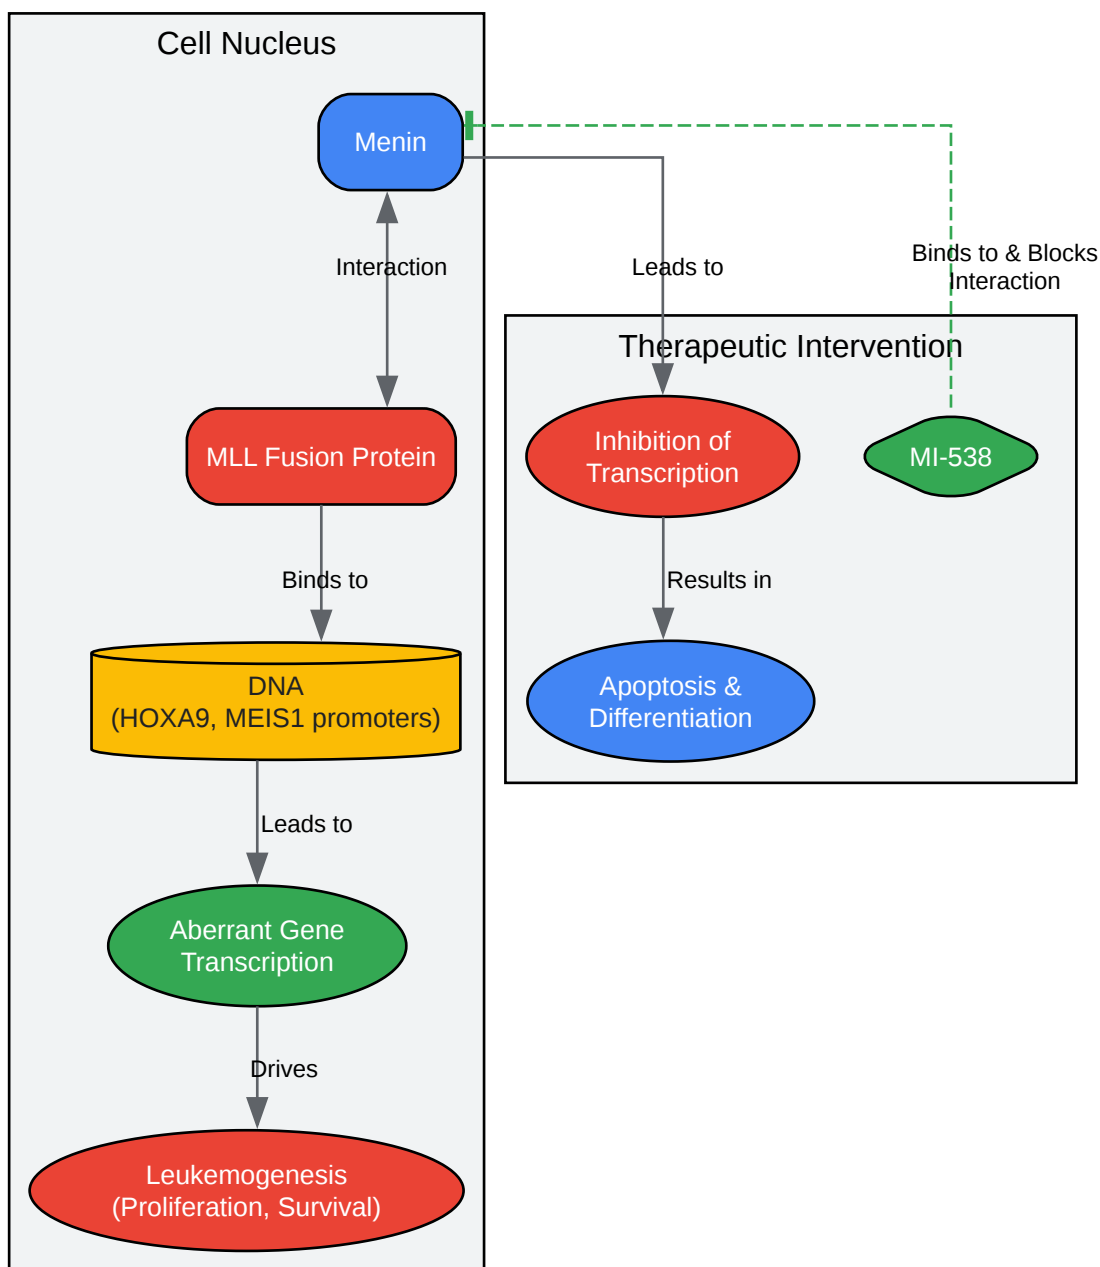 Cell Nucleus
Menin
Interaction
Leads to
Binds to & Blocks
Interaction
Therapeutic Intervention
MLL Fusion Protein
Inhibition of
Transcription
MI-538
Binds to
Results in
DNA
(HOXA9, MEIS1 promoters)
Apoptosis &
Differentiation
Leads to
Aberrant Gene
Transcription
Drives
Leukemogenesis
(Proliferation, Survival)